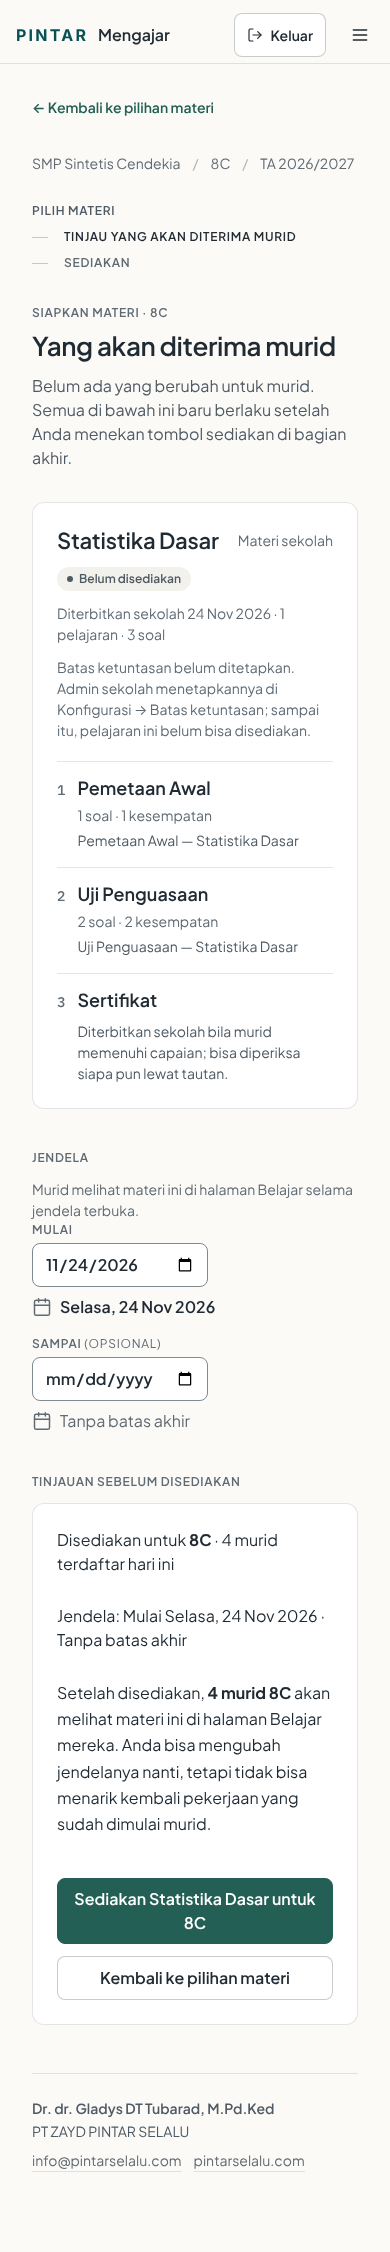 PINTAR Mengajar
Keluar
← Kembali ke pilihan materi
SMP Sintetis Cendekia / 8C / TA 2026/2027
PILIH MATERI
— TINJAU YANG AKAN DITERIMA MURID
— SEDIAKAN
SIAPKAN MATERI · 8C
Yang akan diterima murid
Belum ada yang berubah untuk murid.
Semua di bawah ini baru berlaku setelah
Anda menekan tombol sediakan di bagian
akhir.
Statistika Dasar Materi sekolah
Belum disediakan
Diterbitkan sekolah 24 Nov 2026 · 1
pelajaran · 3 soal
Batas ketuntasan belum ditetapkan.
Admin sekolah menetapkannya di
Konfigurasi → Batas ketuntasan; sampai
itu, pelajaran ini belum bisa disediakan.
1 Pemetaan Awal
1 soal · 1 kesempatan
Pemetaan Awal — Statistika Dasar
2 Uji Penguasaan
2 soal · 2 kesempatan
Uji Penguasaan — Statistika Dasar
3 Sertifikat
Diterbitkan sekolah bila murid
memenuhi capaian; bisa diperiksa
siapa pun lewat tautan.
JENDELA
Murid melihat materi ini di halaman Belajar selama
jendela terbuka.
MULAI
11/24/2026
Selasa, 24 Nov 2026
SAMPAI (OPSIONAL)
mm/dd/yyyy
Tanpa batas akhir
TINJAUAN SEBELUM DISEDIAKAN
Disediakan untuk 8C · 4 murid
terdaftar hari ini
Jendela: Mulai Selasa, 24 Nov 2026 ·
Tanpa batas akhir
Setelah disediakan, 4 murid 8C akan
melihat materi ini di halaman Belajar
mereka. Anda bisa mengubah
jendelanya nanti, tetapi tidak bisa
menarik kembali pekerjaan yang
sudah dimulai murid.
Sediakan Statistika Dasar untuk
8C
Kembali ke pilihan materi
Dr. dr. Gladys DT Tubarad, M.Pd.Ked
PT ZAYD PINTAR SELALU
info@pintarselalu.com pintarselalu.com